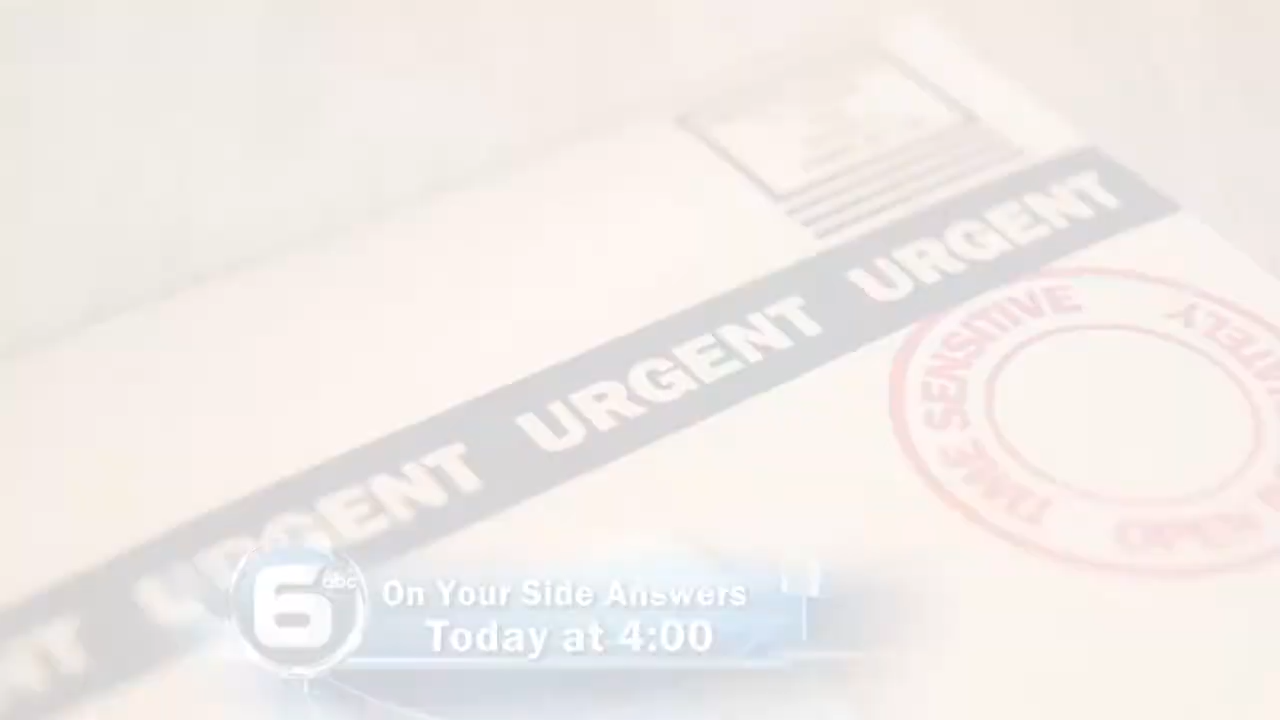 URGENT
URGENT
URGENT
TIME SENSITIVE
6
abc
On Your Side Answers
Today at 4:00